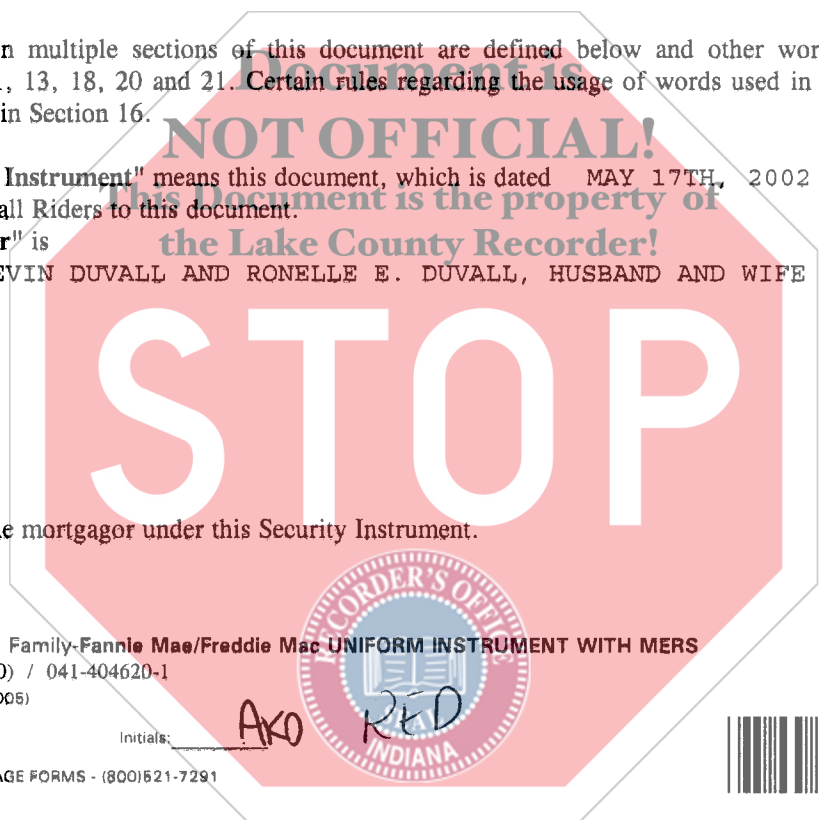 n multiple sections of this document are defined below and other wor
, 13, 18, 20 and 21. Certain rules regarding the usage of words used in
in Section 16.
Document is
NOT OFFICIAL!
This Document is the property of
the Lake County Recorder!
Instrument" means this document, which is dated MAY 17TH, 2002
all Riders to this document.
r" is
EVIN DUVALL AND RONELLE E. DUVALL, HUSBAND AND WIFE
STOP
e mortgagor under this Security Instrument.
RECORDER'S OFFICE
Family-Fannie Mae/Freddie Mac UNIFORM INSTRUMENT WITH MERS
0) / 041-404620-1
005)
Initials: AKD RED
INDIANA
AGE FORMS - (800)521-7291